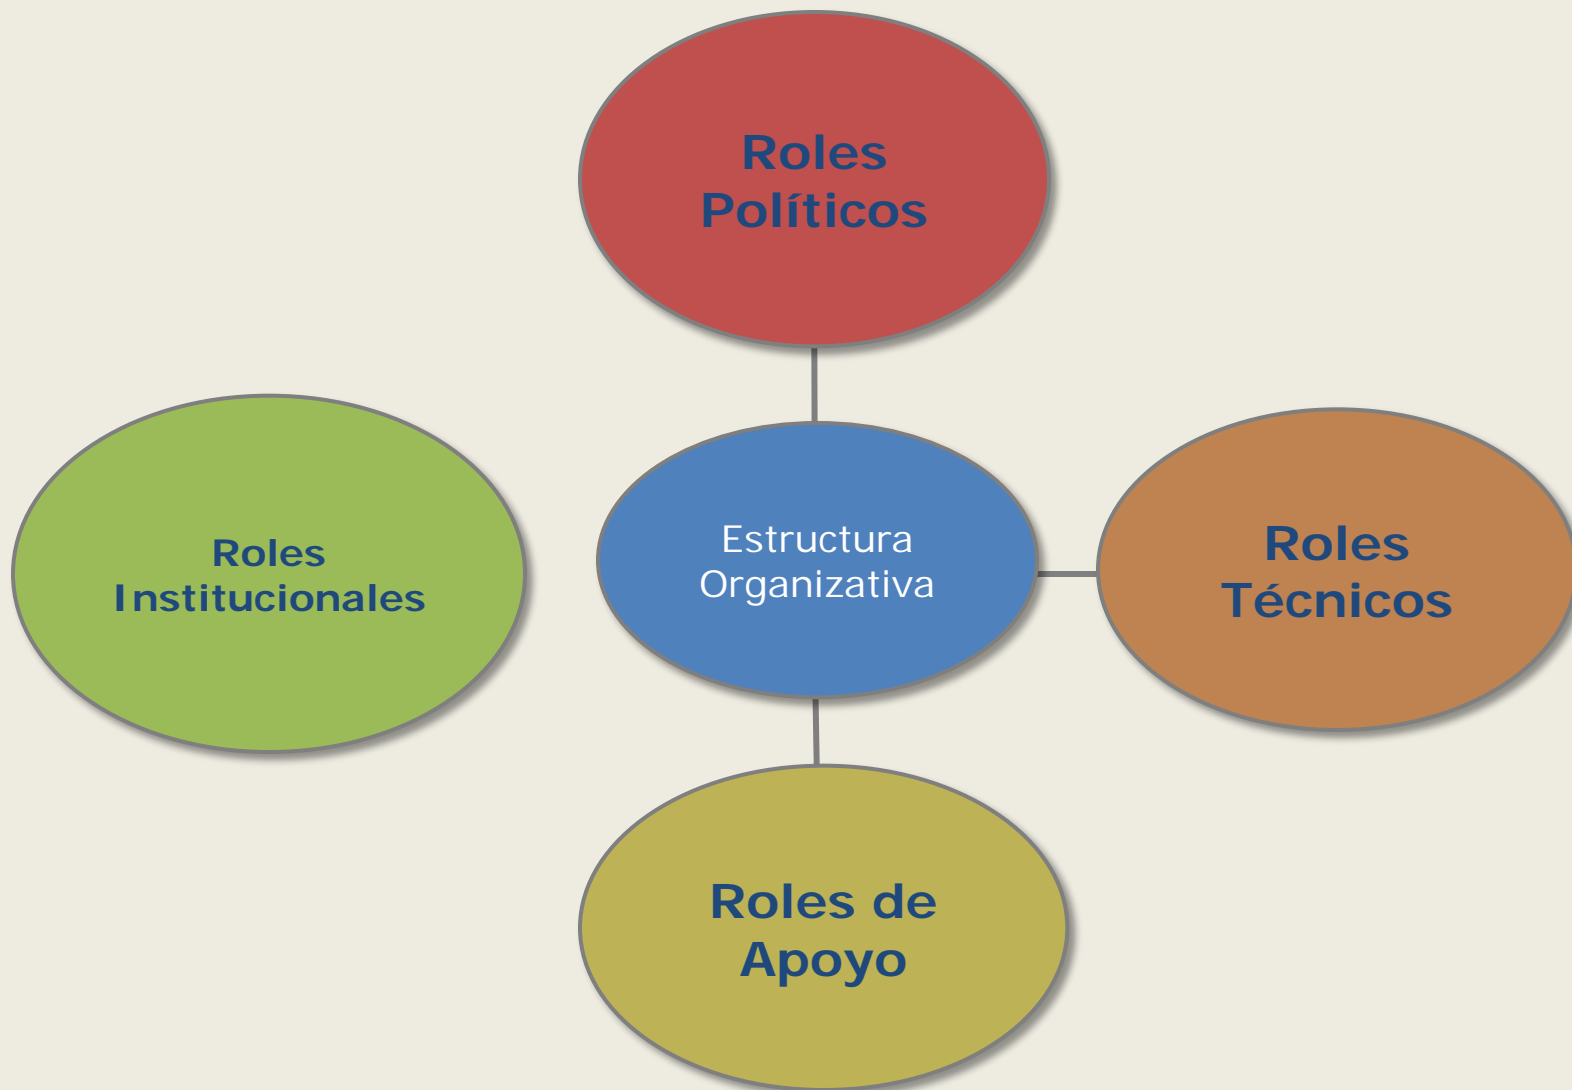 Roles
Políticos
Roles
Institucionales
Estructura
Organizativa
Roles
Técnicos
Roles de
Apoyo